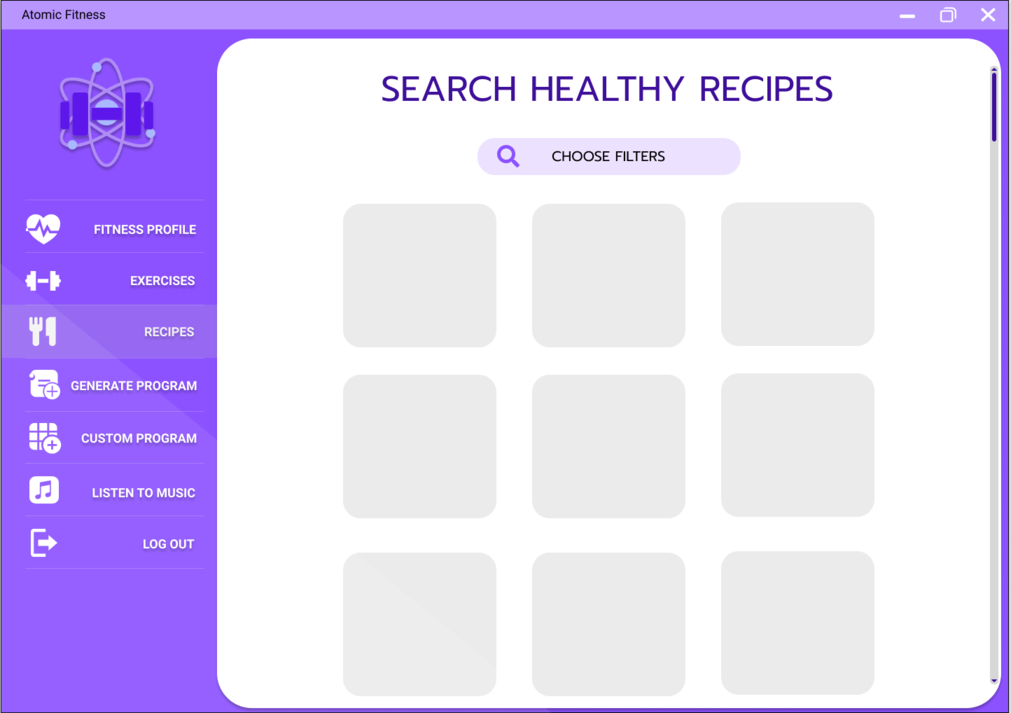 Atomic Fitness
SEARCH HEALTHY RECIPES
CHOOSE FILTERS
FITNESS PROFILE
EXERCISES
RECIPES
GENERATE PROGRAM
CUSTOM PROGRAM
LISTEN TO MUSIC
LOG OUT